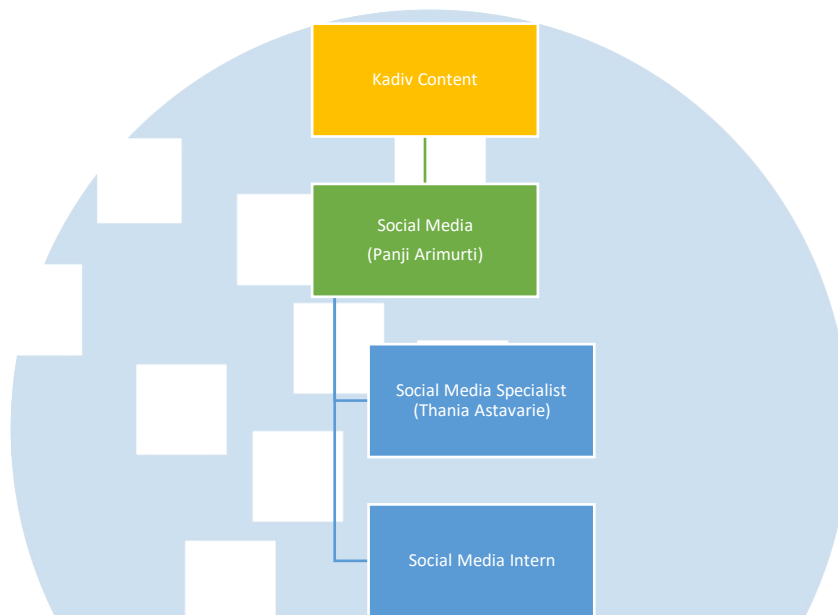 Kadiv Content
Social Media
(Panji Arimurti)
Social Media Specialist
(Thania Astavarie)
Social Media Intern